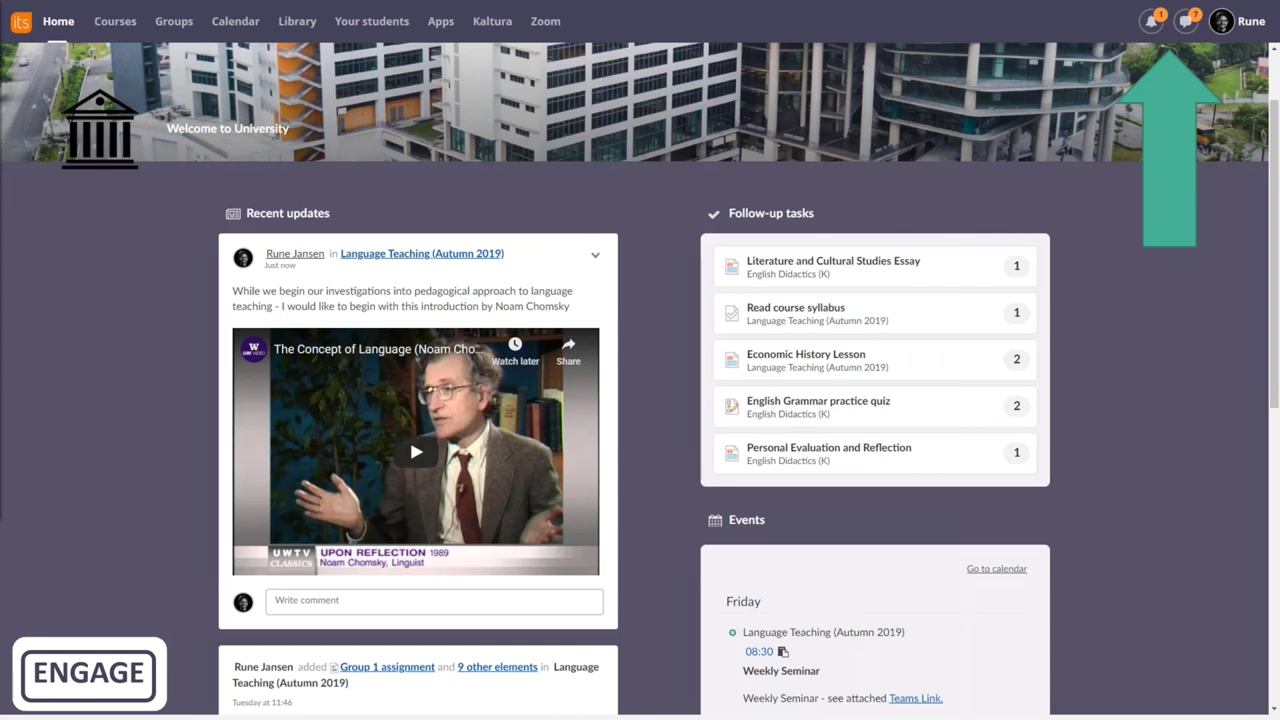 its Home Courses Groups Calendar Library Your students Apps Kaltura Zoom 1 7 Rune
Welcome to University
Recent updates
Rune Jansen in Language Teaching (Autumn 2019)
Just now
While we begin our investigations into pedagogical approach to language
teaching - I would like to begin with this introduction by Noam Chomsky
W
UW VIDEO
The Concept of Language (Noam Cho...
Watch later
Share
UWTV
CLASSICS
UPON REFLECTION 1989
Noam Chomsky, Linguist
Write comment
Rune Jansen added Group 1 assignment and 9 other elements in Language
Teaching (Autumn 2019)
Tuesday at 11:46
Follow-up tasks
Literature and Cultural Studies Essay
English Didactics (K)
1
Read course syllabus
Language Teaching (Autumn 2019)
1
Economic History Lesson
Language Teaching (Autumn 2019)
2
English Grammar practice quiz
English Didactics (K)
2
Personal Evaluation and Reflection
English Didactics (K)
1
Events
Go to calendar
Friday
Language Teaching (Autumn 2019)
08:30
Weekly Seminar
Weekly Seminar - see attached Teams Link.
ENGAGE